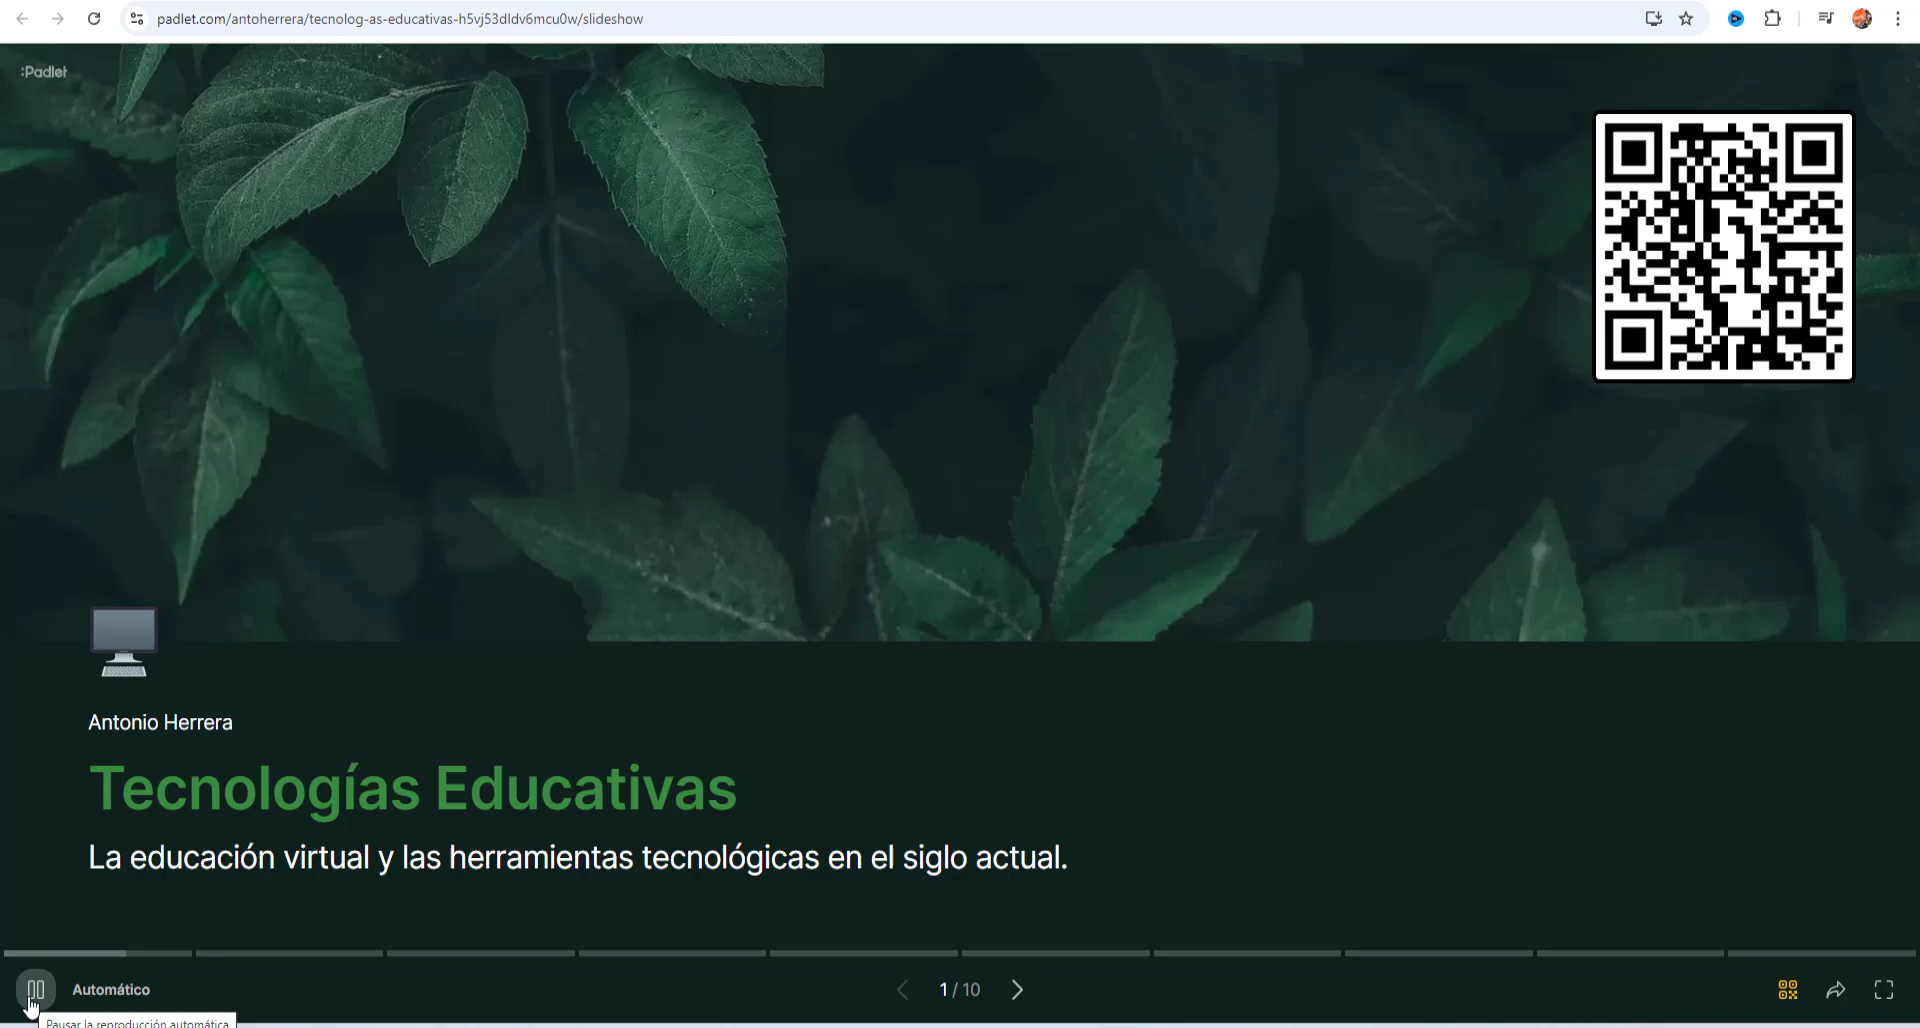 padlet.com/antoherrera/tecnolog-as-educativas-h5vj53dldv6mcu0w/slideshow
:Padlet
Antonio Herrera
Tecnologías Educativas
La educación virtual y las herramientas tecnológicas en el siglo actual.
Automático
1 / 10
Pausar la reproducción automática